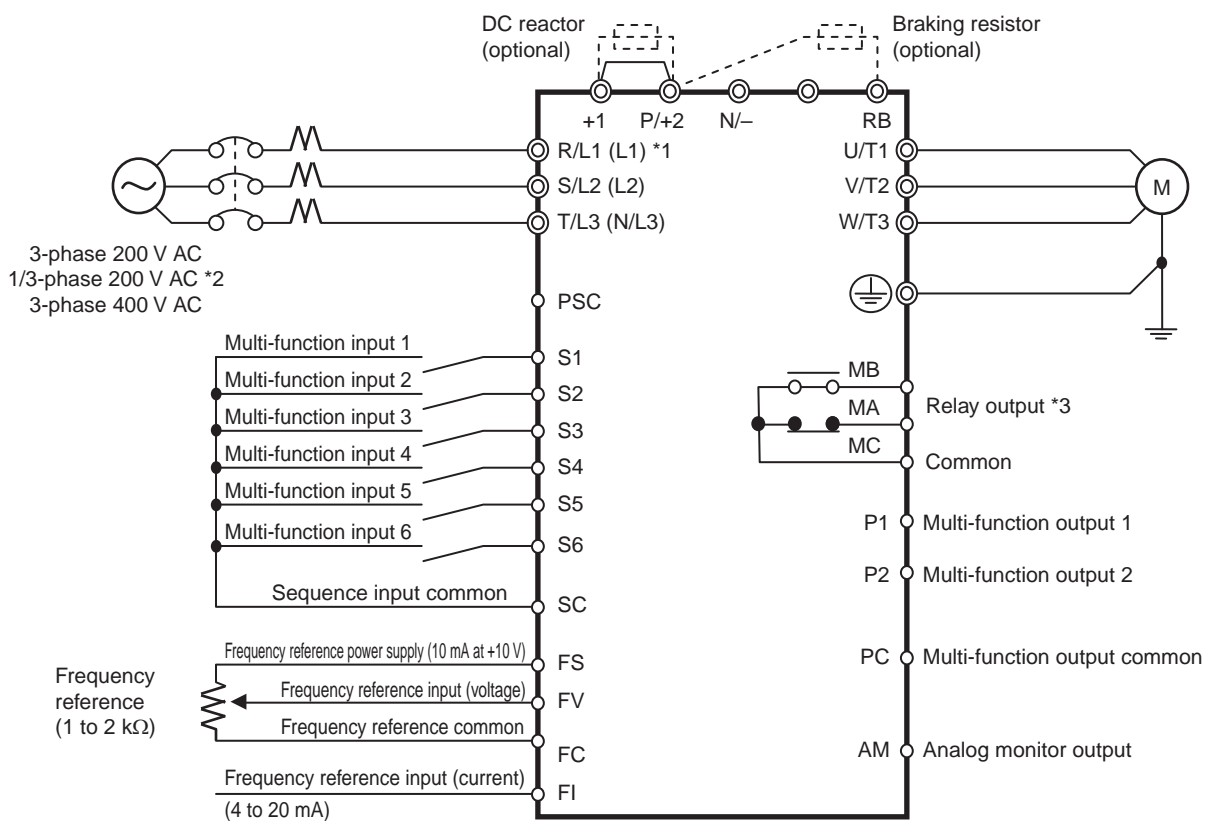 DC reactor
(optional)
Braking resistor
(optional)
+1 P/+2 N/– RB
R/L1 (L1) *1
S/L2 (L2)
T/L3 (N/L3)
U/T1
V/T2
W/T3
M
3-phase 200 V AC
1/3-phase 200 V AC *2
3-phase 400 V AC
PSC
Multi-function input 1
S1
Multi-function input 2
S2
Multi-function input 3
S3
Multi-function input 4
S4
Multi-function input 5
S5
Multi-function input 6
S6
Sequence input common
SC
Frequency
reference
(1 to 2 kΩ)
Frequency reference power supply (10 mA at +10 V)
FS
Frequency reference input (voltage)
FV
Frequency reference common
FC
Frequency reference input (current)
(4 to 20 mA)
FI
MB
MA
MC
Relay output *3
Common
P1 Multi-function output 1
P2 Multi-function output 2
PC Multi-function output common
AM Analog monitor output